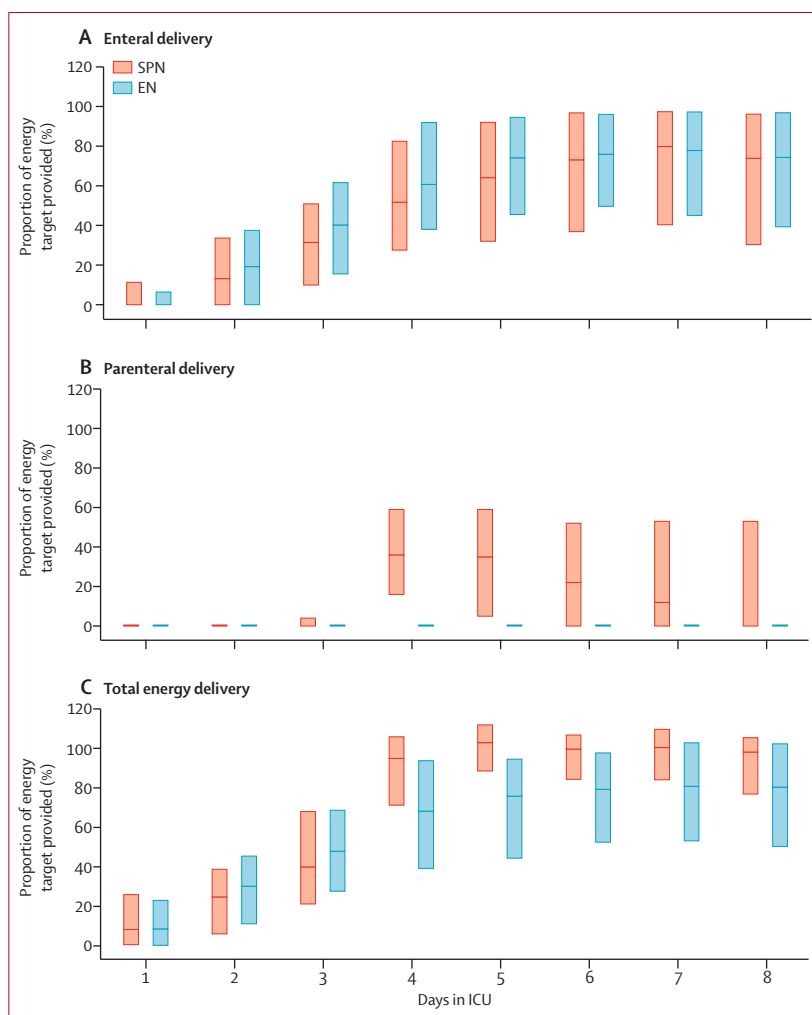 A Enteral delivery
SPN
EN
Proportion of energy
target provided (%)
120
100
80
60
40
20
0
B Parenteral delivery
Proportion of energy
target provided (%)
120
100
80
60
40
20
0
C Total energy delivery
Proportion of energy
target provided (%)
120
100
80
60
40
20
0
1 2 3 4 5 6 7 8
Days in ICU